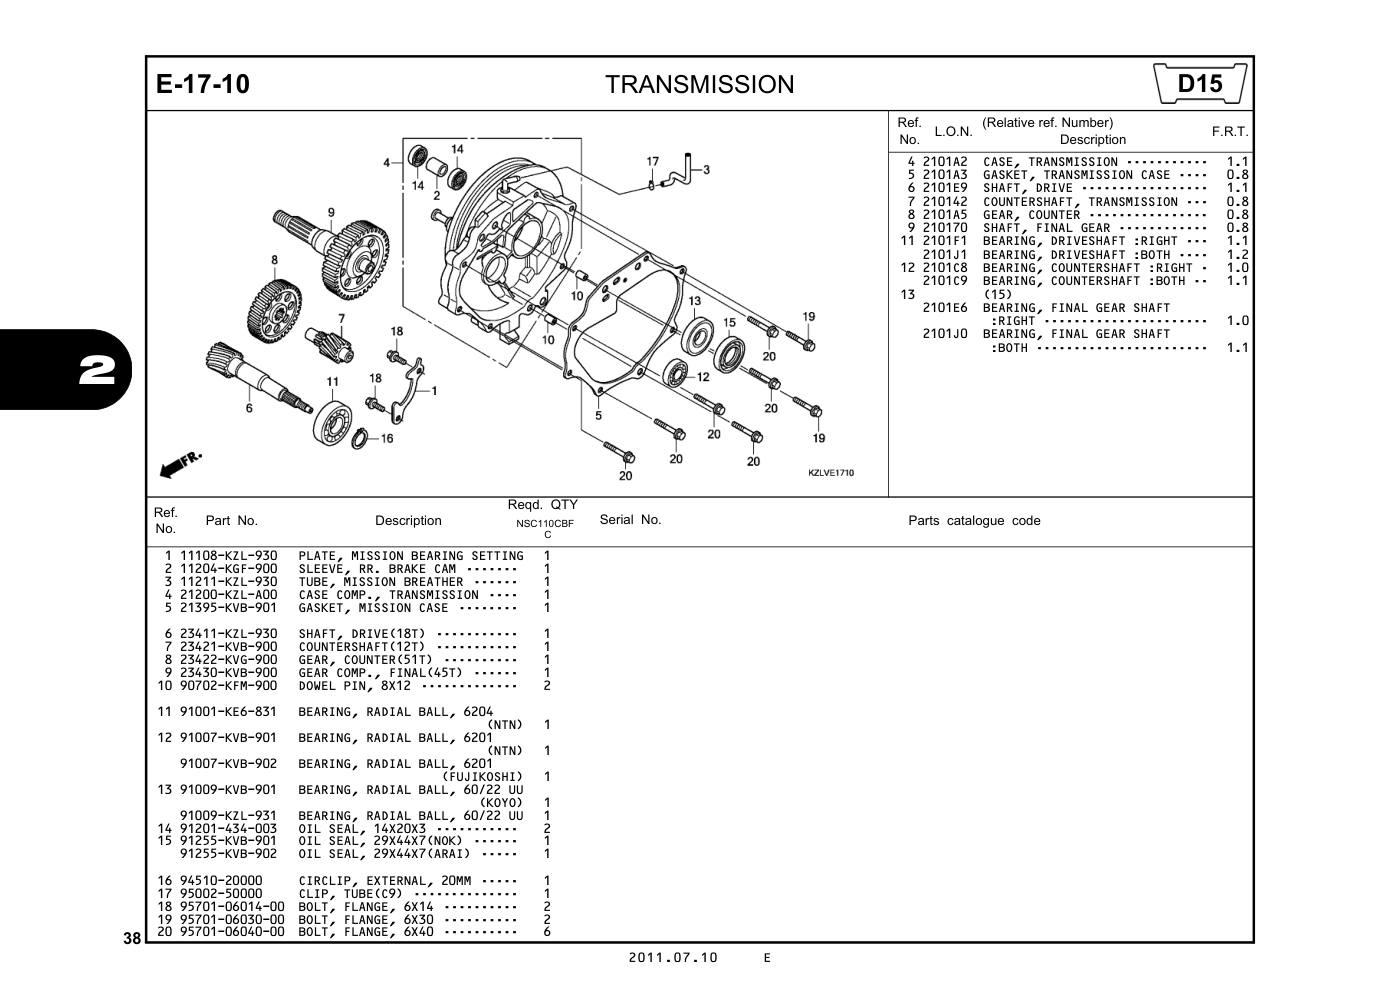 E-17-10 TRANSMISSION D15
Ref. No. L.O.N. (Relative ref. Number) Description F.R.T.
4 2101A2 CASE, TRANSMISSION ----------- 1.1
5 2101A3 GASKET, TRANSMISSION CASE ---- 0.8
6 2101E9 SHAFT, DRIVE ----------------- 1.1
7 210142 COUNTERSHAFT, TRANSMISSION --- 0.8
8 2101A5 GEAR, COUNTER ---------------- 0.8
9 210170 SHAFT, FINAL GEAR ------------ 0.8
11 2101F1 BEARING, DRIVESHAFT :RIGHT --- 1.1
2101J1 BEARING, DRIVESHAFT :BOTH ---- 1.2
12 2101C8 BEARING, COUNTERSHAFT :RIGHT - 1.0
2101C9 BEARING, COUNTERSHAFT :BOTH -- 1.1
13 (15)
2101E6 BEARING, FINAL GEAR SHAFT
:RIGHT ---------------------- 1.0
2101J0 BEARING, FINAL GEAR SHAFT
:BOTH ----------------------- 1.1
14
17
4
3
14
2
9
8
10
13
7
19
18
15
10
20
11
18
12
1
20
6
5
19
16
20
20
20
FR.
20
KZLVE1710
2
Ref. No. Part No. Description Reqd. QTY NSC110CBF C Serial No. Parts catalogue code
1 11108-KZL-930 PLATE, MISSION BEARING SETTING 1
2 11204-KGF-900 SLEEVE, RR. BRAKE CAM ------- 1
3 11211-KZL-930 TUBE, MISSION BREATHER ------ 1
4 21200-KZL-A00 CASE COMP., TRANSMISSION ---- 1
5 21395-KVB-901 GASKET, MISSION CASE -------- 1
6 23411-KZL-930 SHAFT, DRIVE(18T) ----------- 1
7 23421-KVB-900 COUNTERSHAFT(12T) ----------- 1
8 23422-KVG-900 GEAR, COUNTER(51T) ---------- 1
9 23430-KVB-900 GEAR COMP., FINAL(45T) ------ 1
10 90702-KFM-900 DOWEL PIN, 8X12 ------------- 2
11 91001-KE6-831 BEARING, RADIAL BALL, 6204
(NTN) 1
12 91007-KVB-901 BEARING, RADIAL BALL, 6201
(NTN) 1
91007-KVB-902 BEARING, RADIAL BALL, 6201
(FUJIKOSHI) 1
13 91009-KVB-901 BEARING, RADIAL BALL, 60/22 UU
(KOYO) 1
91009-KZL-931 BEARING, RADIAL BALL, 60/22 UU 1
14 91201-434-003 OIL SEAL, 14X20X3 ----------- 2
15 91255-KVB-901 OIL SEAL, 29X44X7(NOK) ------ 1
91255-KVB-902 OIL SEAL, 29X44X7(ARAI) ----- 1
16 94510-20000 CIRCLIP, EXTERNAL, 20MM ----- 1
17 95002-50000 CLIP, TUBE(C9) -------------- 1
18 95701-06014-00 BOLT, FLANGE, 6X14 ---------- 2
19 95701-06030-00 BOLT, FLANGE, 6X30 ---------- 2
20 95701-06040-00 BOLT, FLANGE, 6X40 ---------- 6
38
2011.07.10 E